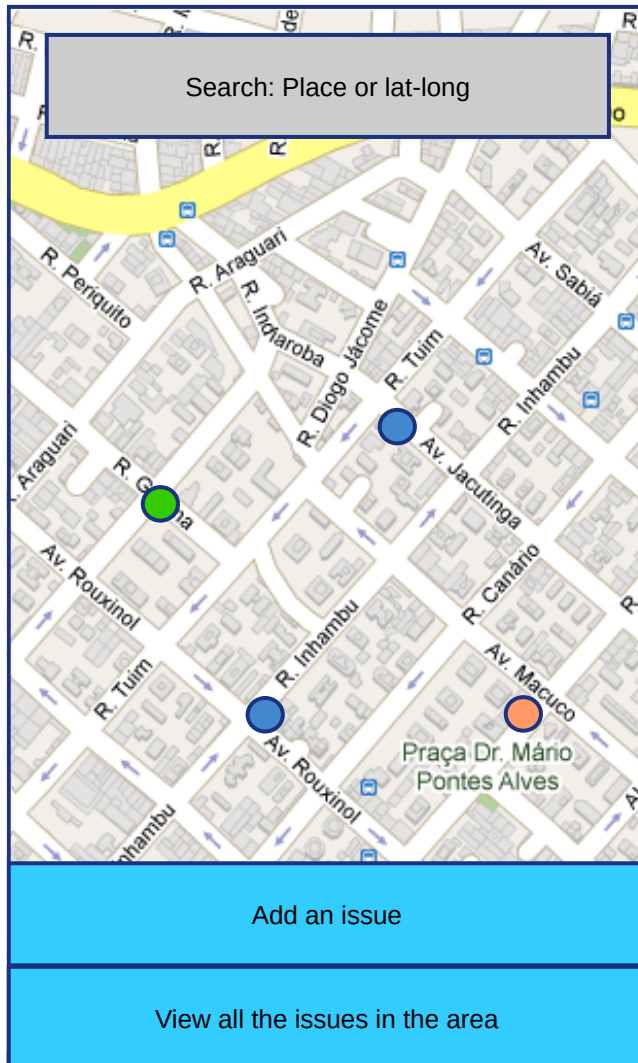 R.
R.
Search: Place or lat-long
R.
R.
R.
o
R. Araguari
R. Periquito
Av. Sabiá
R. Indiaroba
R. Diogo Jácome
R. Tuim
R. Inhambu
R. Araguari
R. G
na
Av. Jacutinga
Av. Rouxinol
R. Canário
R.
R. Inhambu
R. Tuim
Av. Macuco
Praça Dr. Mário
Pontes Alves
Av. Rouxinol
nhambu
Add an issue
View all the issues in the area